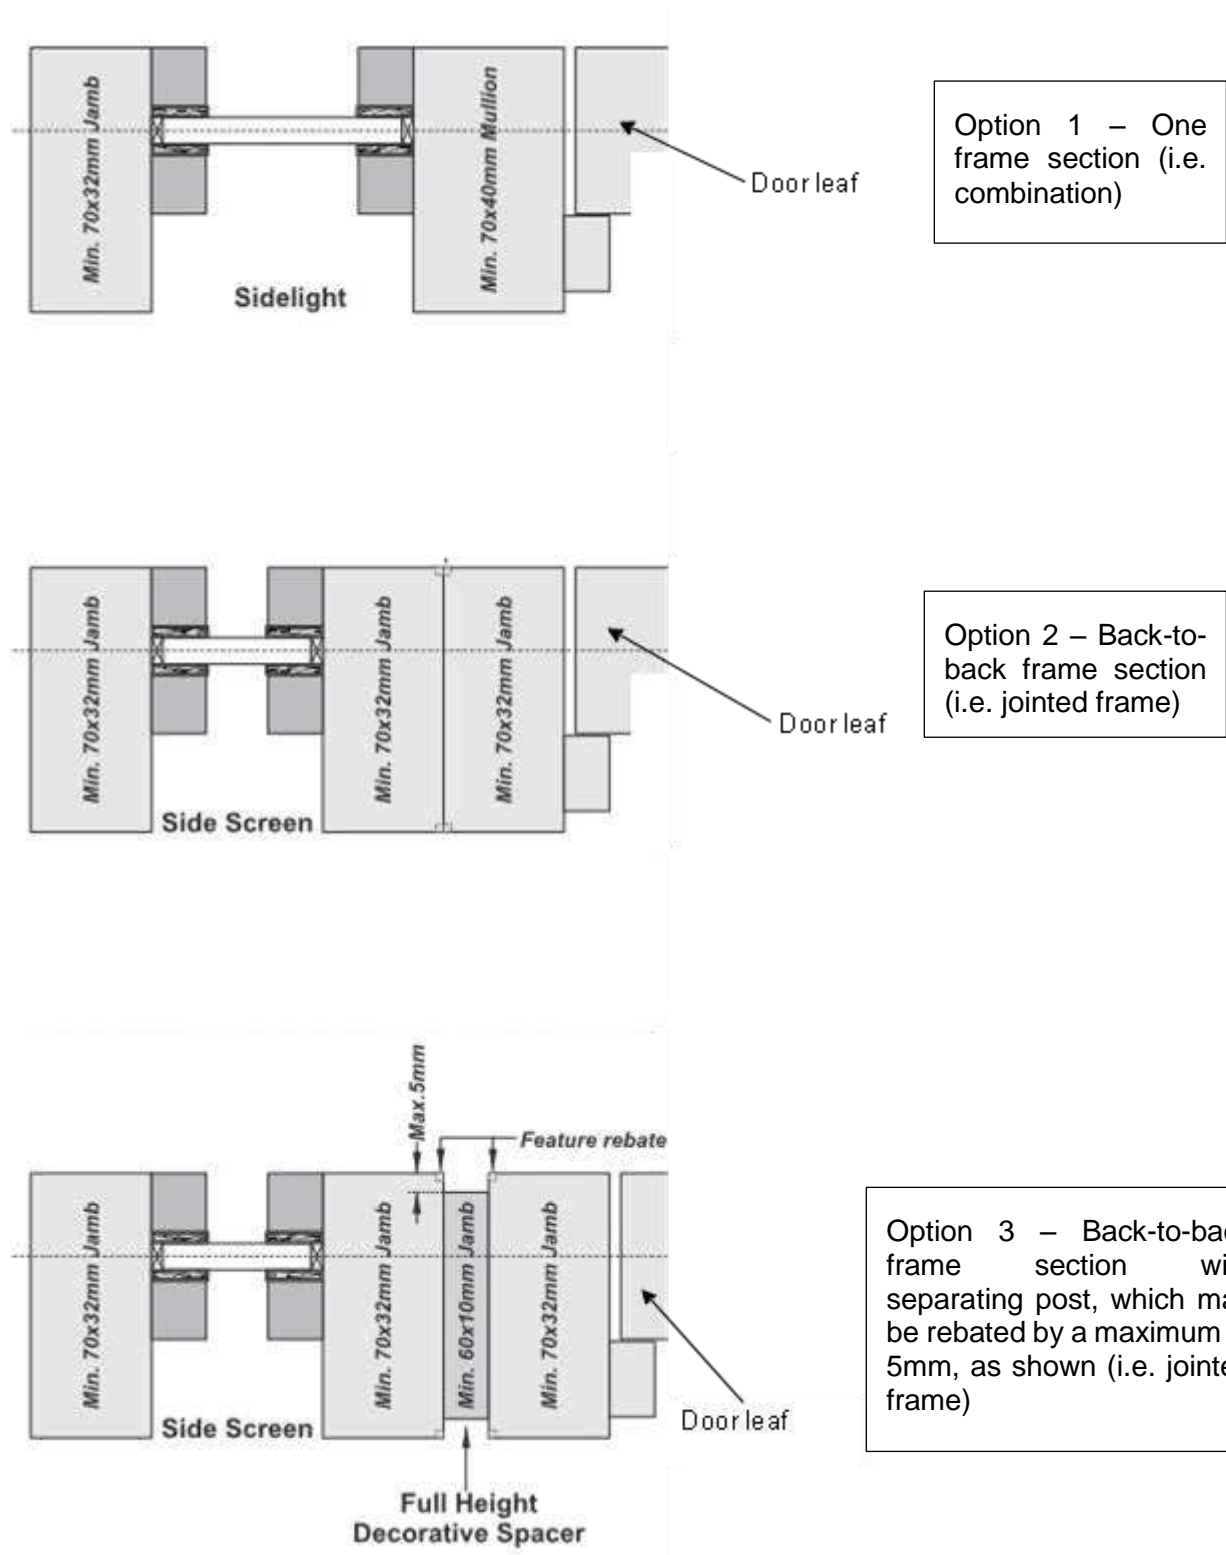 Min. 70x32mm Jamb
Min. 70x40mm Mullion
Sidelight
Door leaf
Option 1 – One
frame section (i.e.
combination)
Min. 70x32mm Jamb
Min. 70x32mm Jamb
Min. 70x32mm Jamb
Side Screen
Door leaf
Option 2 – Back-to-
back frame section
(i.e. jointed frame)
Max.5mm
Feature rebate
Min. 70x32mm Jamb
Min. 70x32mm Jamb
Min. 60x10mm Jamb
Min. 70x32mm Jamb
Side Screen
Door leaf
Full Height
Decorative Spacer
Option 3 – Back-to-bac
frame section wi
separating post, which ma
be rebated by a maximum
5mm, as shown (i.e. jointe
frame)